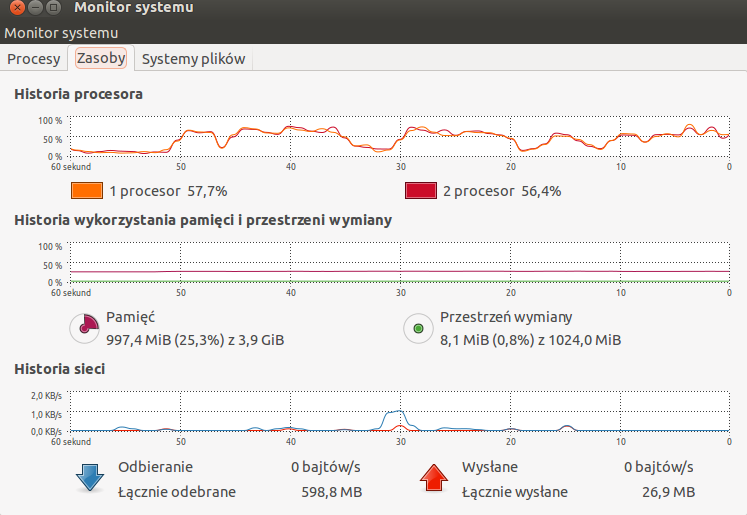 Monitor systemu
Monitor systemu
Procesy Zasoby Systemy plików
Historia procesora
100 %
50 %
0 %
60 sekund 50 40 30 20 10 0
1 procesor 57,7% 2 procesor 56,4%
Historia wykorzystania pamięci i przestrzeni wymiany
100 %
50 %
0 %
60 sekund 50 40 30 20 10 0
Pamięć Przestrzeń wymiany
997,4 MiB (25,3%) z 3,9 GiB 8,1 MiB (0,8%) z 1024,0 MiB
Historia sieci
2,0 KB/s
1,0 KB/s
0,0 KB/s
60 sekund 50 40 30 20 10 0
Odbieranie 0 bajtów/s Wysłane 0 bajtów/s
Łącznie odebrane 598,8 MB Łącznie wysłane 26,9 MB